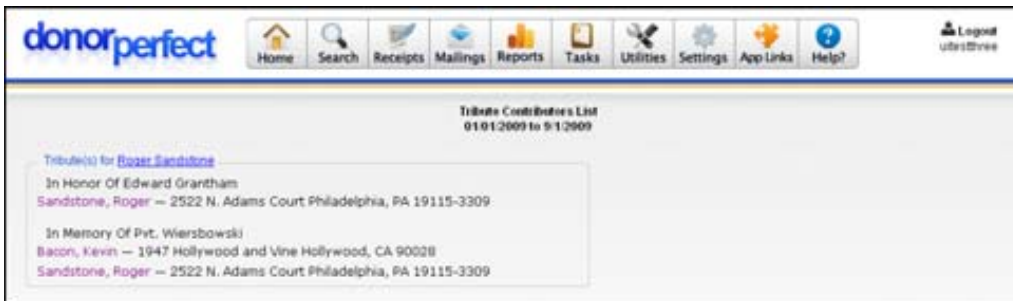 donorperfect
Home Search Receipts Mailings Reports Tasks Utilities Settings App Links Help?
Logout
Tribute Contributors List
01/01/2009 to 9/1/2009
Tribute(s) for Roger Sandstone
In Honor Of Edward Grantham
Sandstone, Roger — 2522 N. Adams Court Philadelphia, PA 19115-3309
In Memory Of Pvt. Wiersbowski
Bacon, Kevin — 1947 Hollywood and Vine Hollywood, CA 90028
Sandstone, Roger — 2522 N. Adams Court Philadelphia, PA 19115-3309